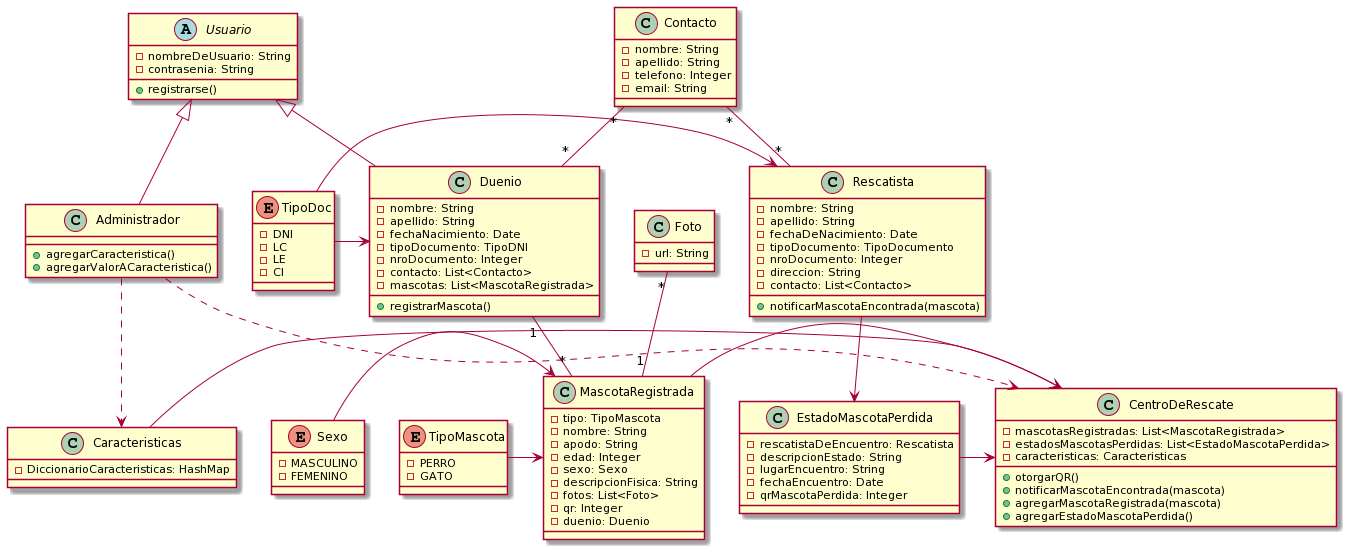 A Usuario
nombreDeUsuario: String
contrasenia: String
registrarse()
C Contacto
nombre: String
apellido: String
telefono: Integer
email: String
*
*
*
*
C Administrador
agregarCaracteristica()
agregarValorACaracteristica()
E TipoDoc
DNI
LC
LE
CI
C Duenio
nombre: String
apellido: String
fechaNacimiento: Date
tipoDocumento: TipoDNI
nroDocumento: Integer
contacto: List<Contacto>
mascotas: List<MascotaRegistrada>
registrarMascota()
C Foto
url: String
C Rescatista
nombre: String
apellido: String
fechaDeNacimiento: Date
tipoDocumento: TipoDocumento
nroDocumento: Integer
direccion: String
contacto: List<Contacto>
notificarMascotaEncontrada(mascota)
*
1
*
1
C Caracteristicas
DiccionarioCaracteristicas: HashMap
E Sexo
MASCULINO
FEMENINO
E TipoMascota
PERRO
GATO
C MascotaRegistrada
tipo: TipoMascota
nombre: String
apodo: String
edad: Integer
sexo: Sexo
descripcionFisica: String
fotos: List<Foto>
qr: Integer
duenio: Duenio
C EstadoMascotaPerdida
rescatistaDeEncuentro: Rescatista
descripcionEstado: String
lugarEncuentro: String
fechaEncuentro: Date
qrMascotaPerdida: Integer
C CentroDeRescate
mascotasRegistradas: List<MascotaRegistrada>
estadosMascotasPerdidas: List<EstadoMascotaPerdida>
caracteristicas: Caracteristicas
otorgarQR()
notificarMascotaEncontrada(mascota)
agregarMascotaRegistrada(mascota)
agregarEstadoMascotaPerdida()